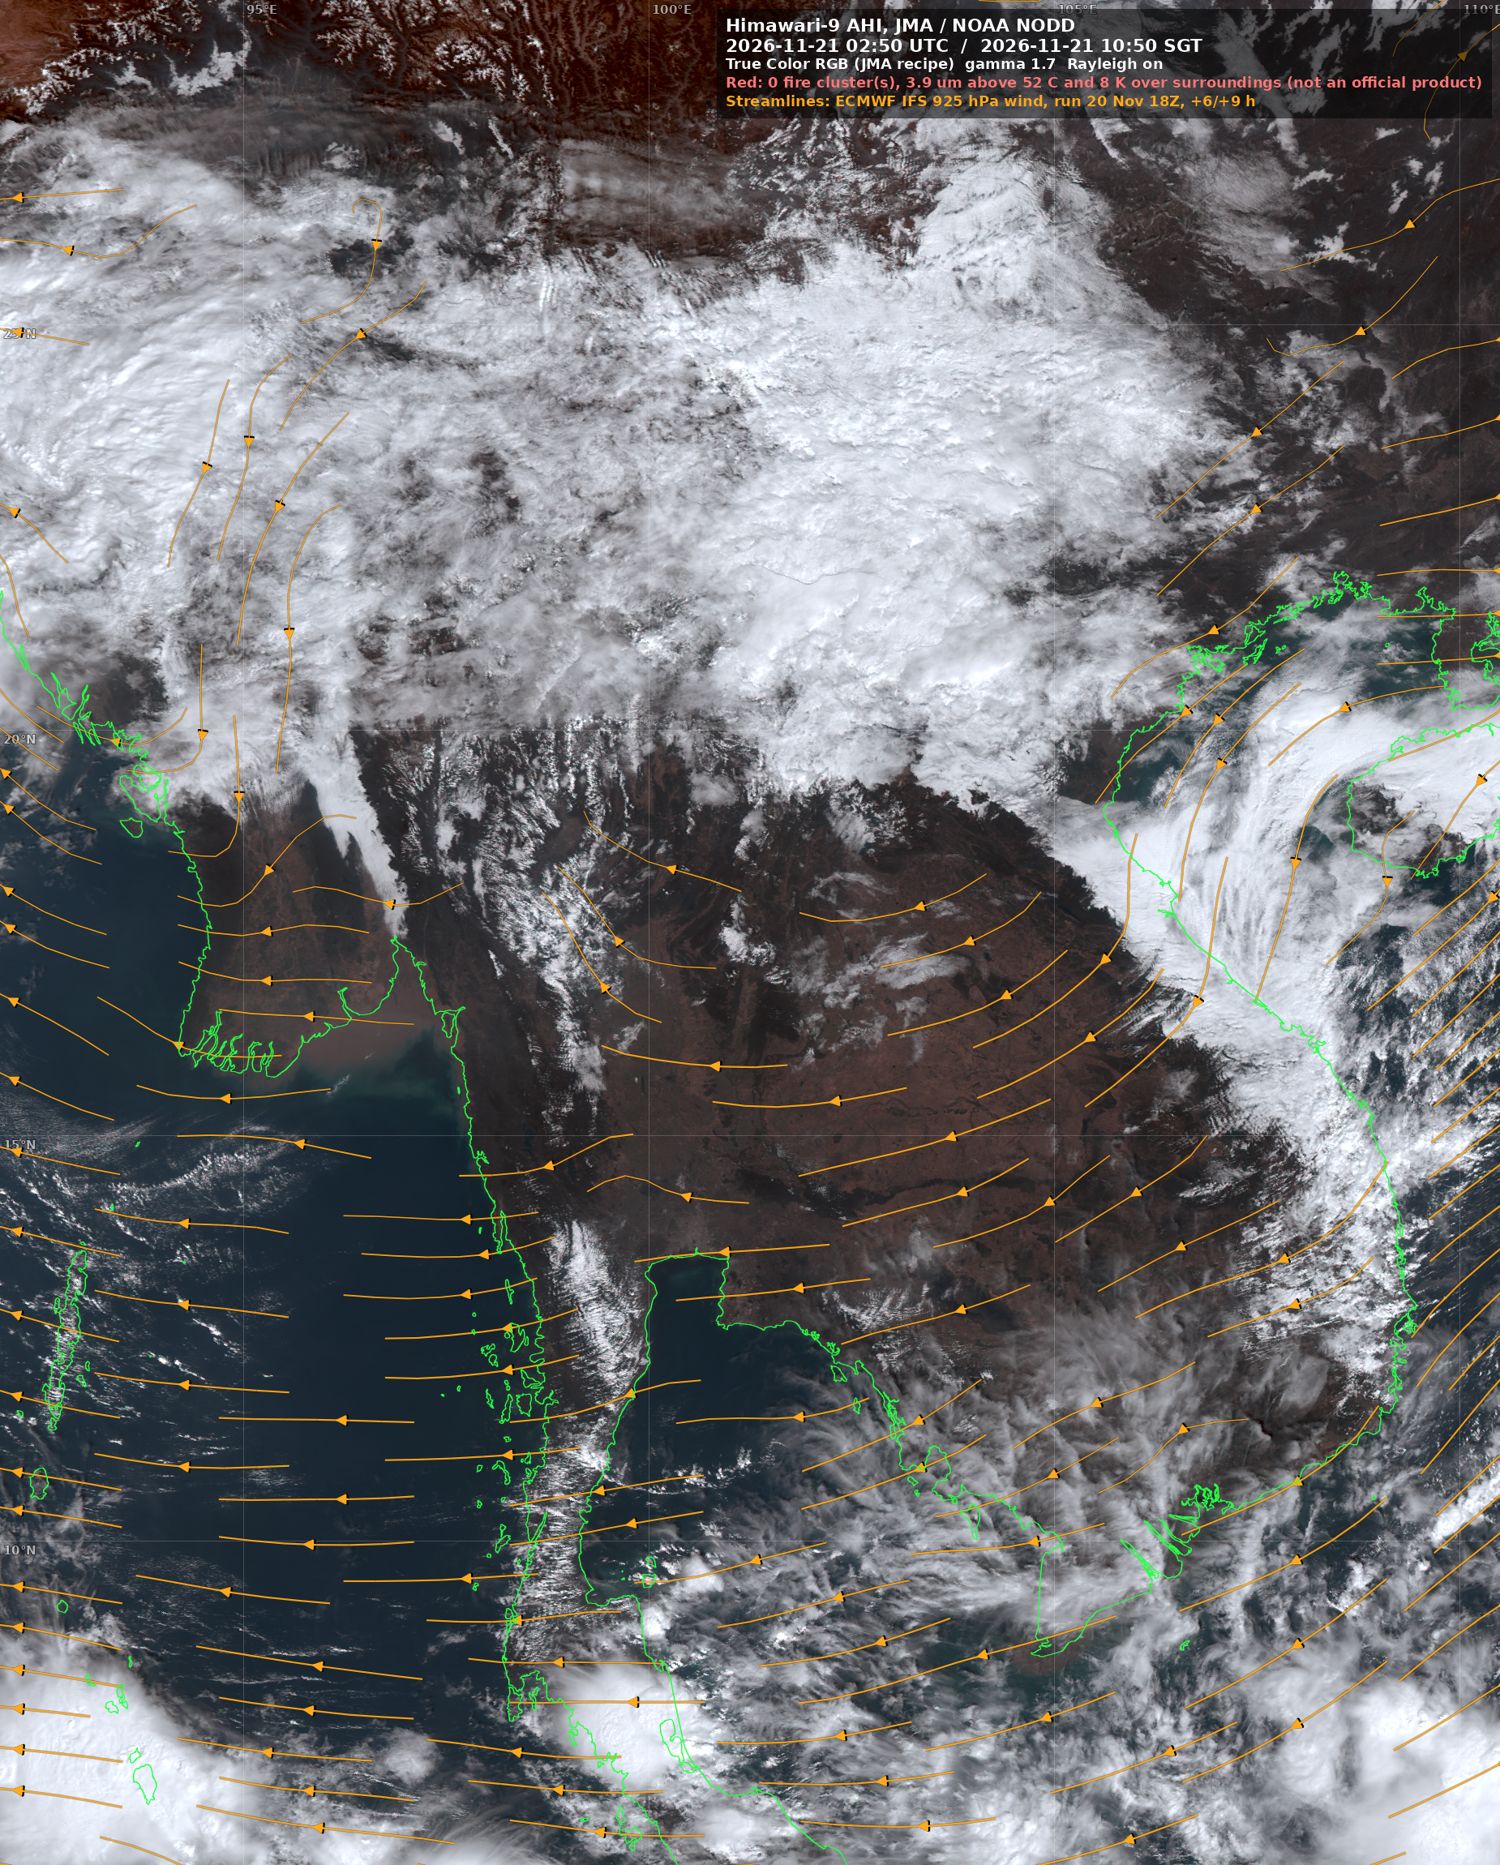 95°E
100°E
105°E
110°E
Himawari-9 AHI, JMA / NOAA NODD
2026-11-21 02:50 UTC / 2026-11-21 10:50 SGT
True Color RGB (JMA recipe) gamma 1.7 Rayleigh on
Red: 0 fire cluster(s), 3.9 um above 52 C and 8 K over surroundings (not an official product)
Streamlines: ECMWF IFS 925 hPa wind, run 20 Nov 18Z, +6/+9 h
25°N
20°N
15°N
10°N